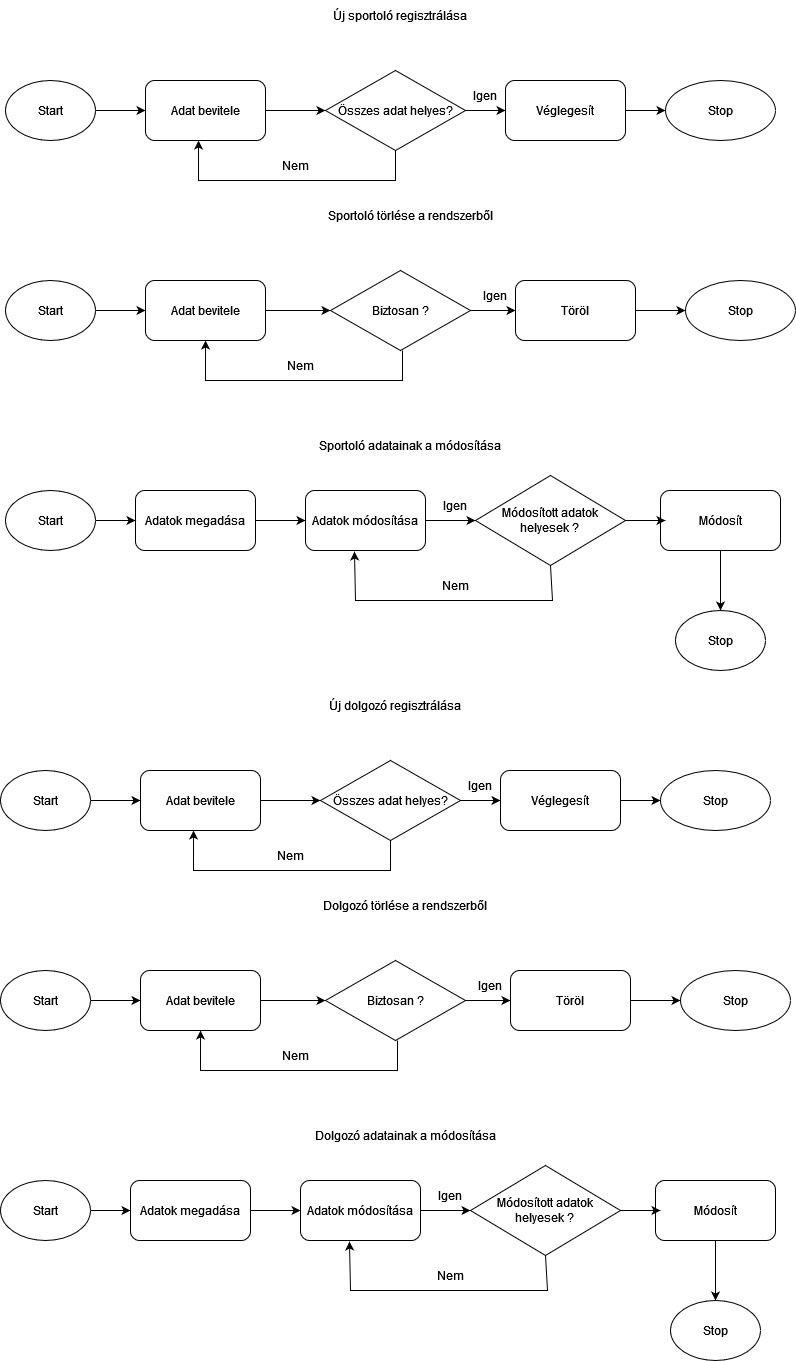 Új sportoló regisztrálása
Start
Adat bevitele
Összes adat helyes?
Igen
Véglegesít
Stop
Nem
Sportoló törlése a rendszerből
Start
Adat bevitele
Biztosan ?
Igen
Töröl
Stop
Nem
Sportoló adatainak a módosítása
Start
Adatok megadása
Adatok módosítása
Igen
Módosított adatok
helyesek ?
Módosít
Nem
Stop
Új dolgozó regisztrálása
Start
Adat bevitele
Összes adat helyes?
Igen
Véglegesít
Stop
Nem
Dolgozó törlése a rendszerből
Start
Adat bevitele
Biztosan ?
Igen
Töröl
Stop
Nem
Dolgozó adatainak a módosítása
Start
Adatok megadása
Adatok módosítása
Igen
Módosított adatok
helyesek ?
Módosít
Nem
Stop